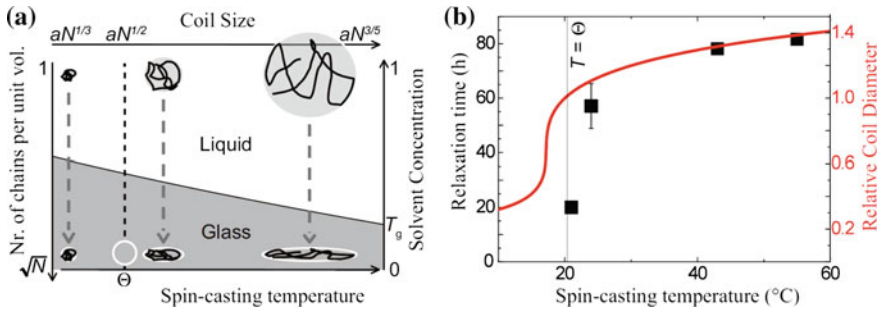 (a)
Coil Size
aN^{1/3} aN^{1/2} aN^{3/5}
1
1
Nr. of chains per unit vol.
Liquid
Glass
T_g
Solvent Concentration
√N
Θ
0
Spin-casting temperature
(b)
80
60
40
20
0
Relaxation time (h)
T = Θ
1.4
1.0
0.6
0.2
Relative Coil Diameter
20
40
60
Spin-casting temperature (°C)